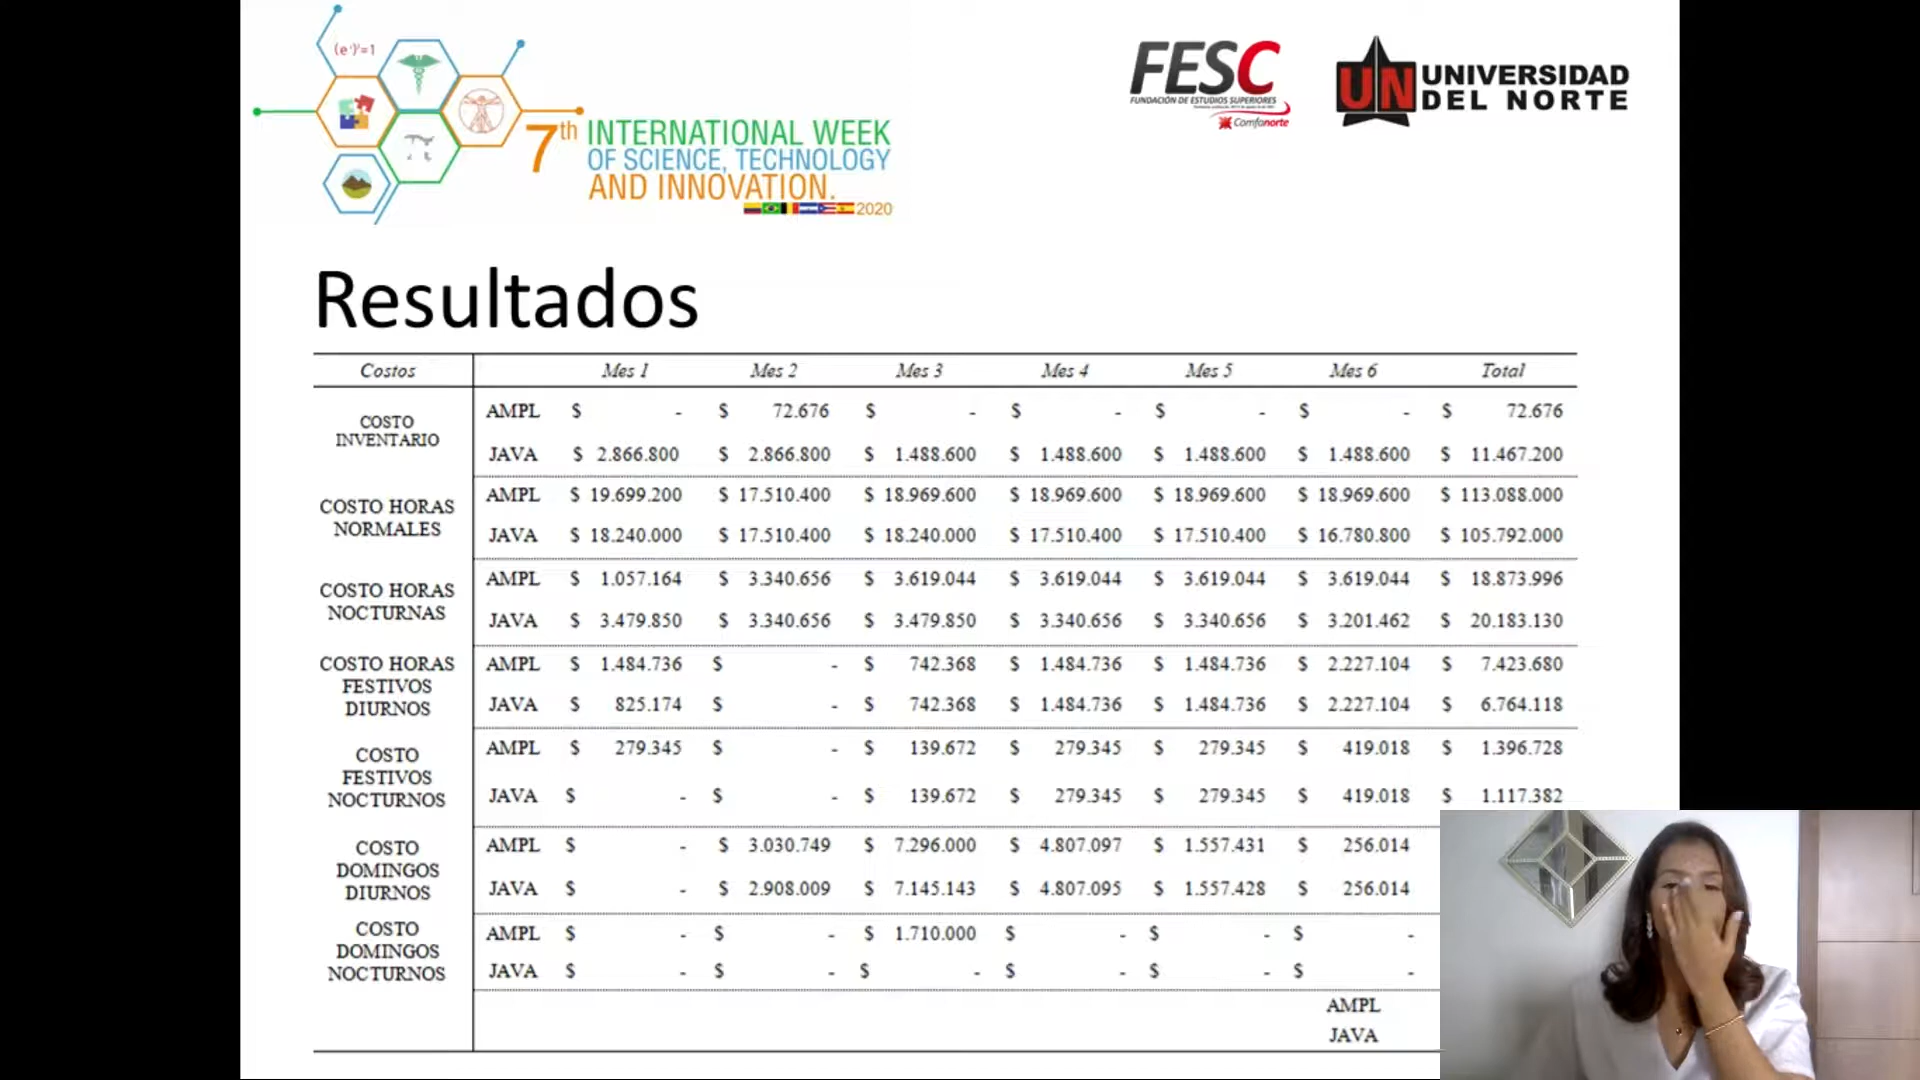 (e^i)^i=1
7th INTERNATIONAL WEEK
OF SCIENCE, TECHNOLOGY
AND INNOVATION.
2020
FESC
FUNDACIÓN DE ESTUDIOS SUPERIORES
Comfanorte
UN UNIVERSIDAD
DEL NORTE
Resultados
Costos Mes 1 Mes 2 Mes 3 Mes 4 Mes 5 Mes 6 Total
COSTO
INVENTARIO
AMPL $ - $ 72.676 $ - $ - $ - $ - $ 72.676
JAVA $ 2.866.800 $ 2.866.800 $ 1.488.600 $ 1.488.600 $ 1.488.600 $ 1.488.600 $ 11.467.200
COSTO HORAS
NORMALES
AMPL $ 19.699.200 $ 17.510.400 $ 18.969.600 $ 18.969.600 $ 18.969.600 $ 18.969.600 $ 113.088.000
JAVA $ 18.240.000 $ 17.510.400 $ 18.240.000 $ 17.510.400 $ 17.510.400 $ 16.780.800 $ 105.792.000
COSTO HORAS
NOCTURNAS
AMPL $ 1.057.164 $ 3.340.656 $ 3.619.044 $ 3.619.044 $ 3.619.044 $ 3.619.044 $ 18.873.996
JAVA $ 3.479.850 $ 3.340.656 $ 3.479.850 $ 3.340.656 $ 3.340.656 $ 3.201.462 $ 20.183.130
COSTO HORAS
FESTIVOS
DIURNOS
AMPL $ 1.484.736 $ - $ 742.368 $ 1.484.736 $ 1.484.736 $ 2.227.104 $ 7.423.680
JAVA $ 825.174 $ - $ 742.368 $ 1.484.736 $ 1.484.736 $ 2.227.104 $ 6.764.118
COSTO
FESTIVOS
NOCTURNOS
AMPL $ 279.345 $ - $ 139.672 $ 279.345 $ 279.345 $ 419.018 $ 1.396.728
JAVA $ - $ - $ 139.672 $ 279.345 $ 279.345 $ 419.018 $ 1.117.382
COSTO
DOMINGOS
DIURNOS
AMPL $ - $ 3.030.749 $ 7.296.000 $ 4.807.097 $ 1.557.431 $ 256.014
JAVA $ - $ 2.908.009 $ 7.145.143 $ 4.807.095 $ 1.557.428 $ 256.014
COSTO
DOMINGOS
NOCTURNOS
AMPL $ - $ - $ 1.710.000 $ - $ - $ -
JAVA $ - $ - $ - $ - $ - $ -
AMPL
JAVA